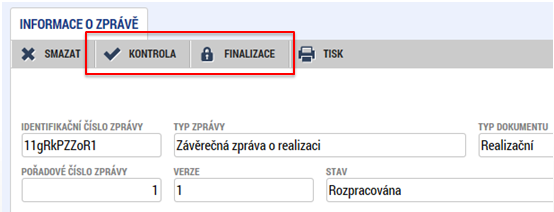 INFORMACE O ZPRÁVĚ
SMAZAT KONTROLA FINALIZACE TISK
IDENTIFIKAČNÍ ČÍSLO ZPRÁVY TYP ZPRÁVY TYP DOKUMENTU
11gRkPZZoR1 Závěrečná zpráva o realizaci Realizační
POŘADOVÉ ČÍSLO ZPRÁVY VERZE STAV
1 1 Rozpracována